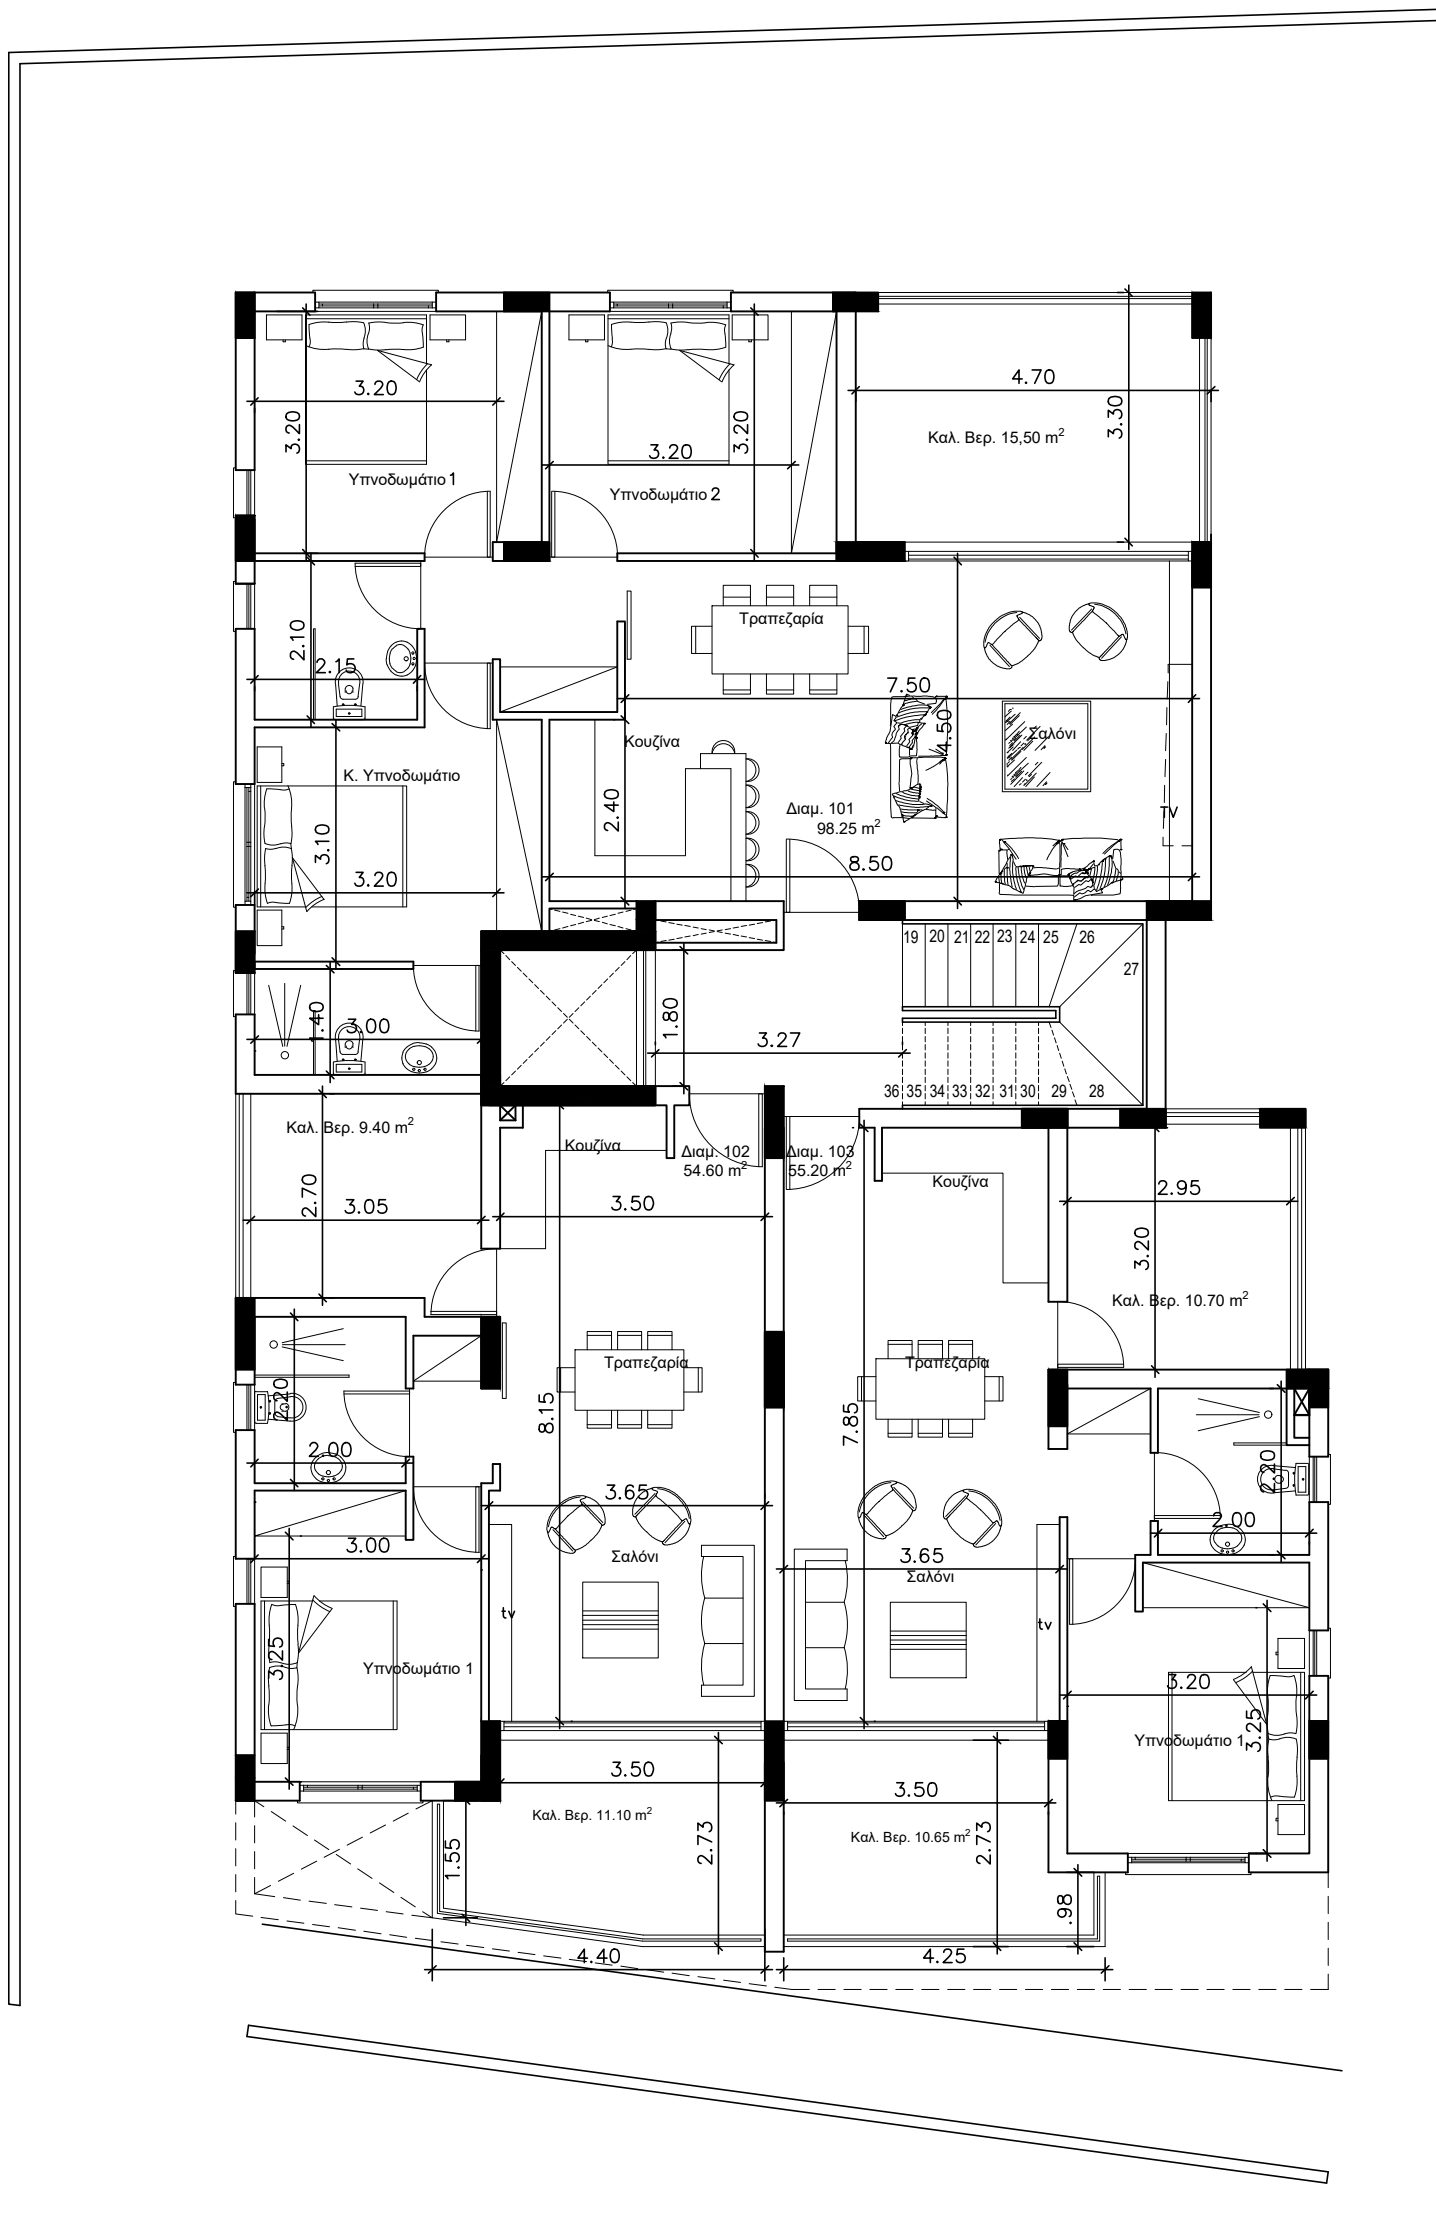 3.20
3.20
Υπνοδωμάτιο 1
3.20
3.20
Υπνοδωμάτιο 2
4.70
3.30
Καλ. Βερ. 15,50 m²
2.10
2.15
Τραπεζαρία
7.50
4.50
Σαλόνι
Κουζίνα
Κ. Υπνοδωμάτιο
2.40
Διαμ. 101
98.25 m²
TV
3.10
3.20
8.50
19 20 21 22 23 24 25 26
27
1.40
3.00
1.80
3.27
36 35 34 33 32 31 30 29 28
Καλ. Βερ. 9.40 m²
2.70
3.05
Κουζίνα
Διαμ. 102
54.60 m²
Διαμ. 103
55.20 m²
Κουζίνα
3.50
2.95
3.20
Καλ. Βερ. 10.70 m²
Τραπεζαρία
Τραπεζαρία
2.20
2.00
8.15
7.85
2.20
2.00
3.65
3.00
Σαλόνι
3.65
Σαλόνι
tv
tv
3.25
Υπνοδωμάτιο 1
3.20
3.25
Υπνοδωμάτιο 1
3.50
3.50
Καλ. Βερ. 11.10 m²
Καλ. Βερ. 10.65 m²
1.55
2.73
2.73
.98
4.40
4.25